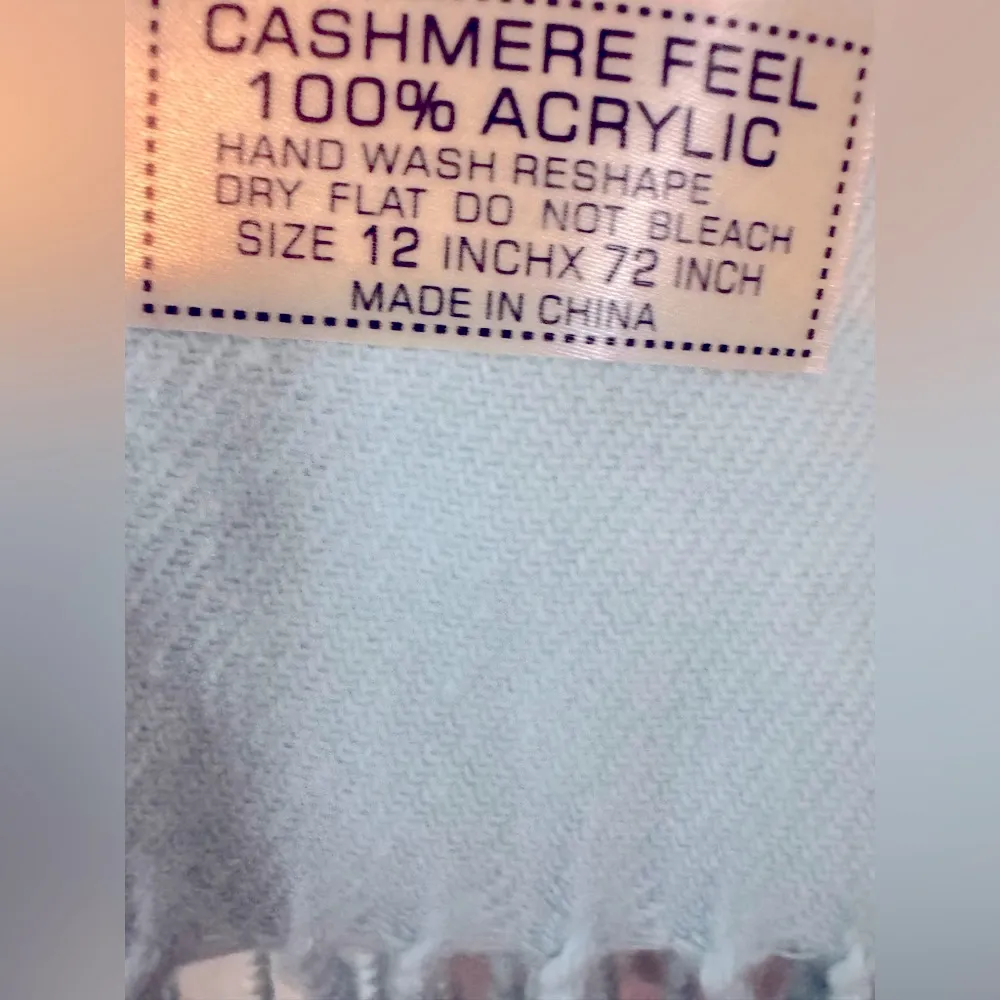 CASHMERE FEEL
100% ACRYLIC
HAND WASH RESHAPE
DRY FLAT DO NOT BLEACH
SIZE 12 INCHX 72 INCH
MADE IN CHINA